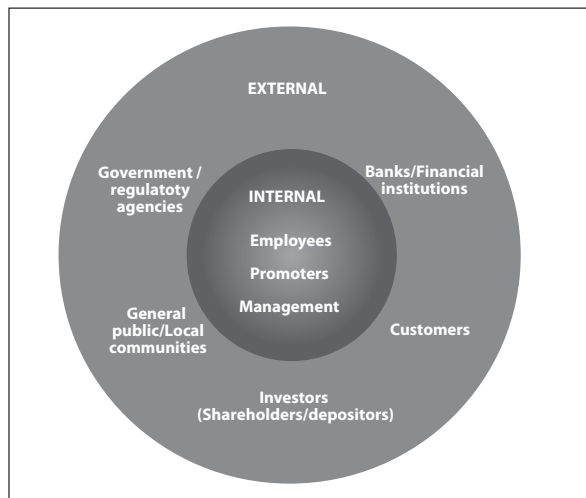 EXTERNAL
Government /
regulatoty
agencies
Banks/Financial
institutions
INTERNAL
Employees
Promoters
Management
General
public/Local
communities
Customers
Investors
(Shareholders/depositors)